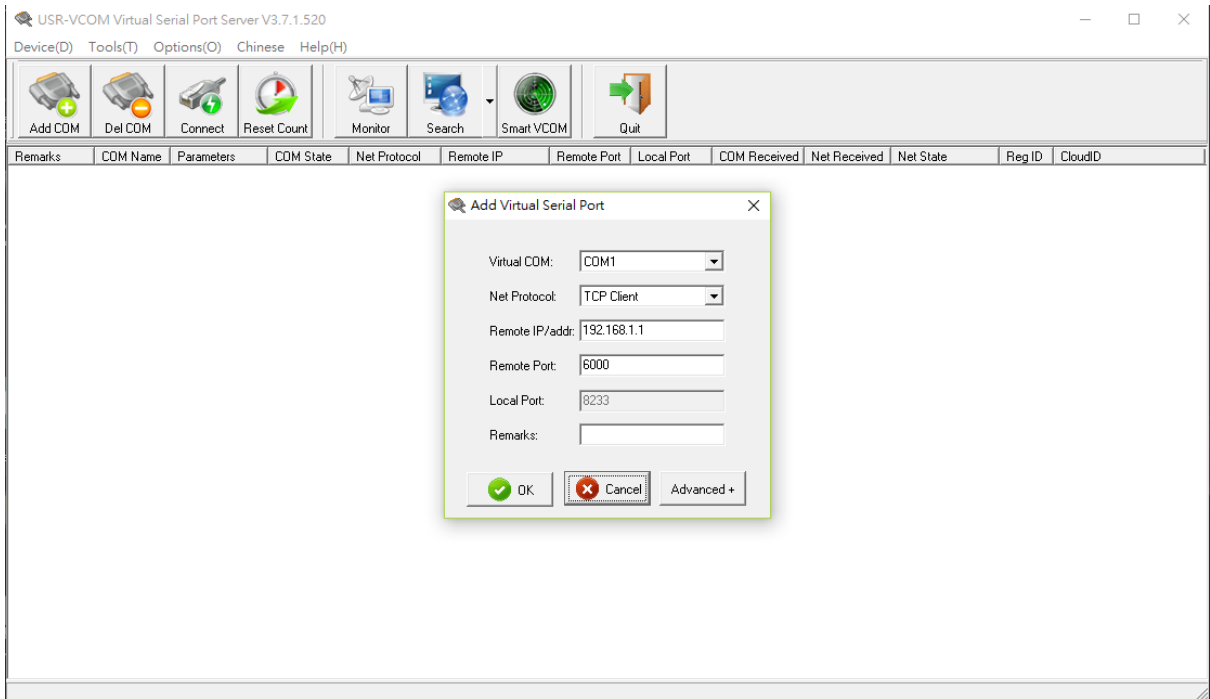 USR-VCOM Virtual Serial Port Server V3.7.1.520
Device(D) Tools(T) Options(O) Chinese Help(H)
Add COM Del COM Connect Reset Count Monitor Search Smart VCOM Quit
Remarks COM Name Parameters COM State Net Protocol Remote IP Remote Port Local Port COM Received Net Received Net State Reg ID CloudID
Add Virtual Serial Port
Virtual COM: COM1
Net Protocol: TCP Client
Remote IP/addr: 192.168.1.1
Remote Port: 6000
Local Port: 8233
Remarks:
OK Cancel Advanced +